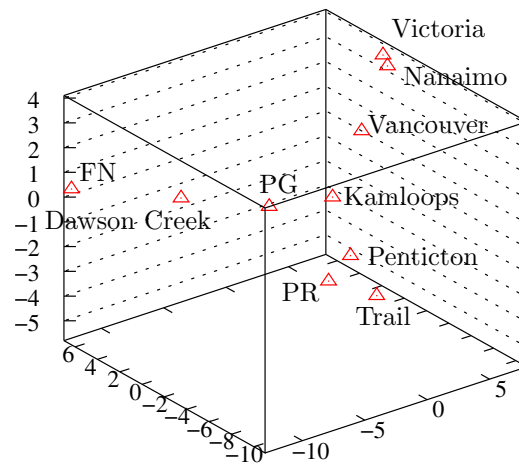 Victoria
Nanaimo
4
3
Vancouver
2
FN
1
PG
0
Kamloops
Dawson Creek
−1
−2
Penticton
−3
PR
−4
Trail
−5
6
4
2
0
−2
−4
−6
−8
−10
−10
−5
0
5